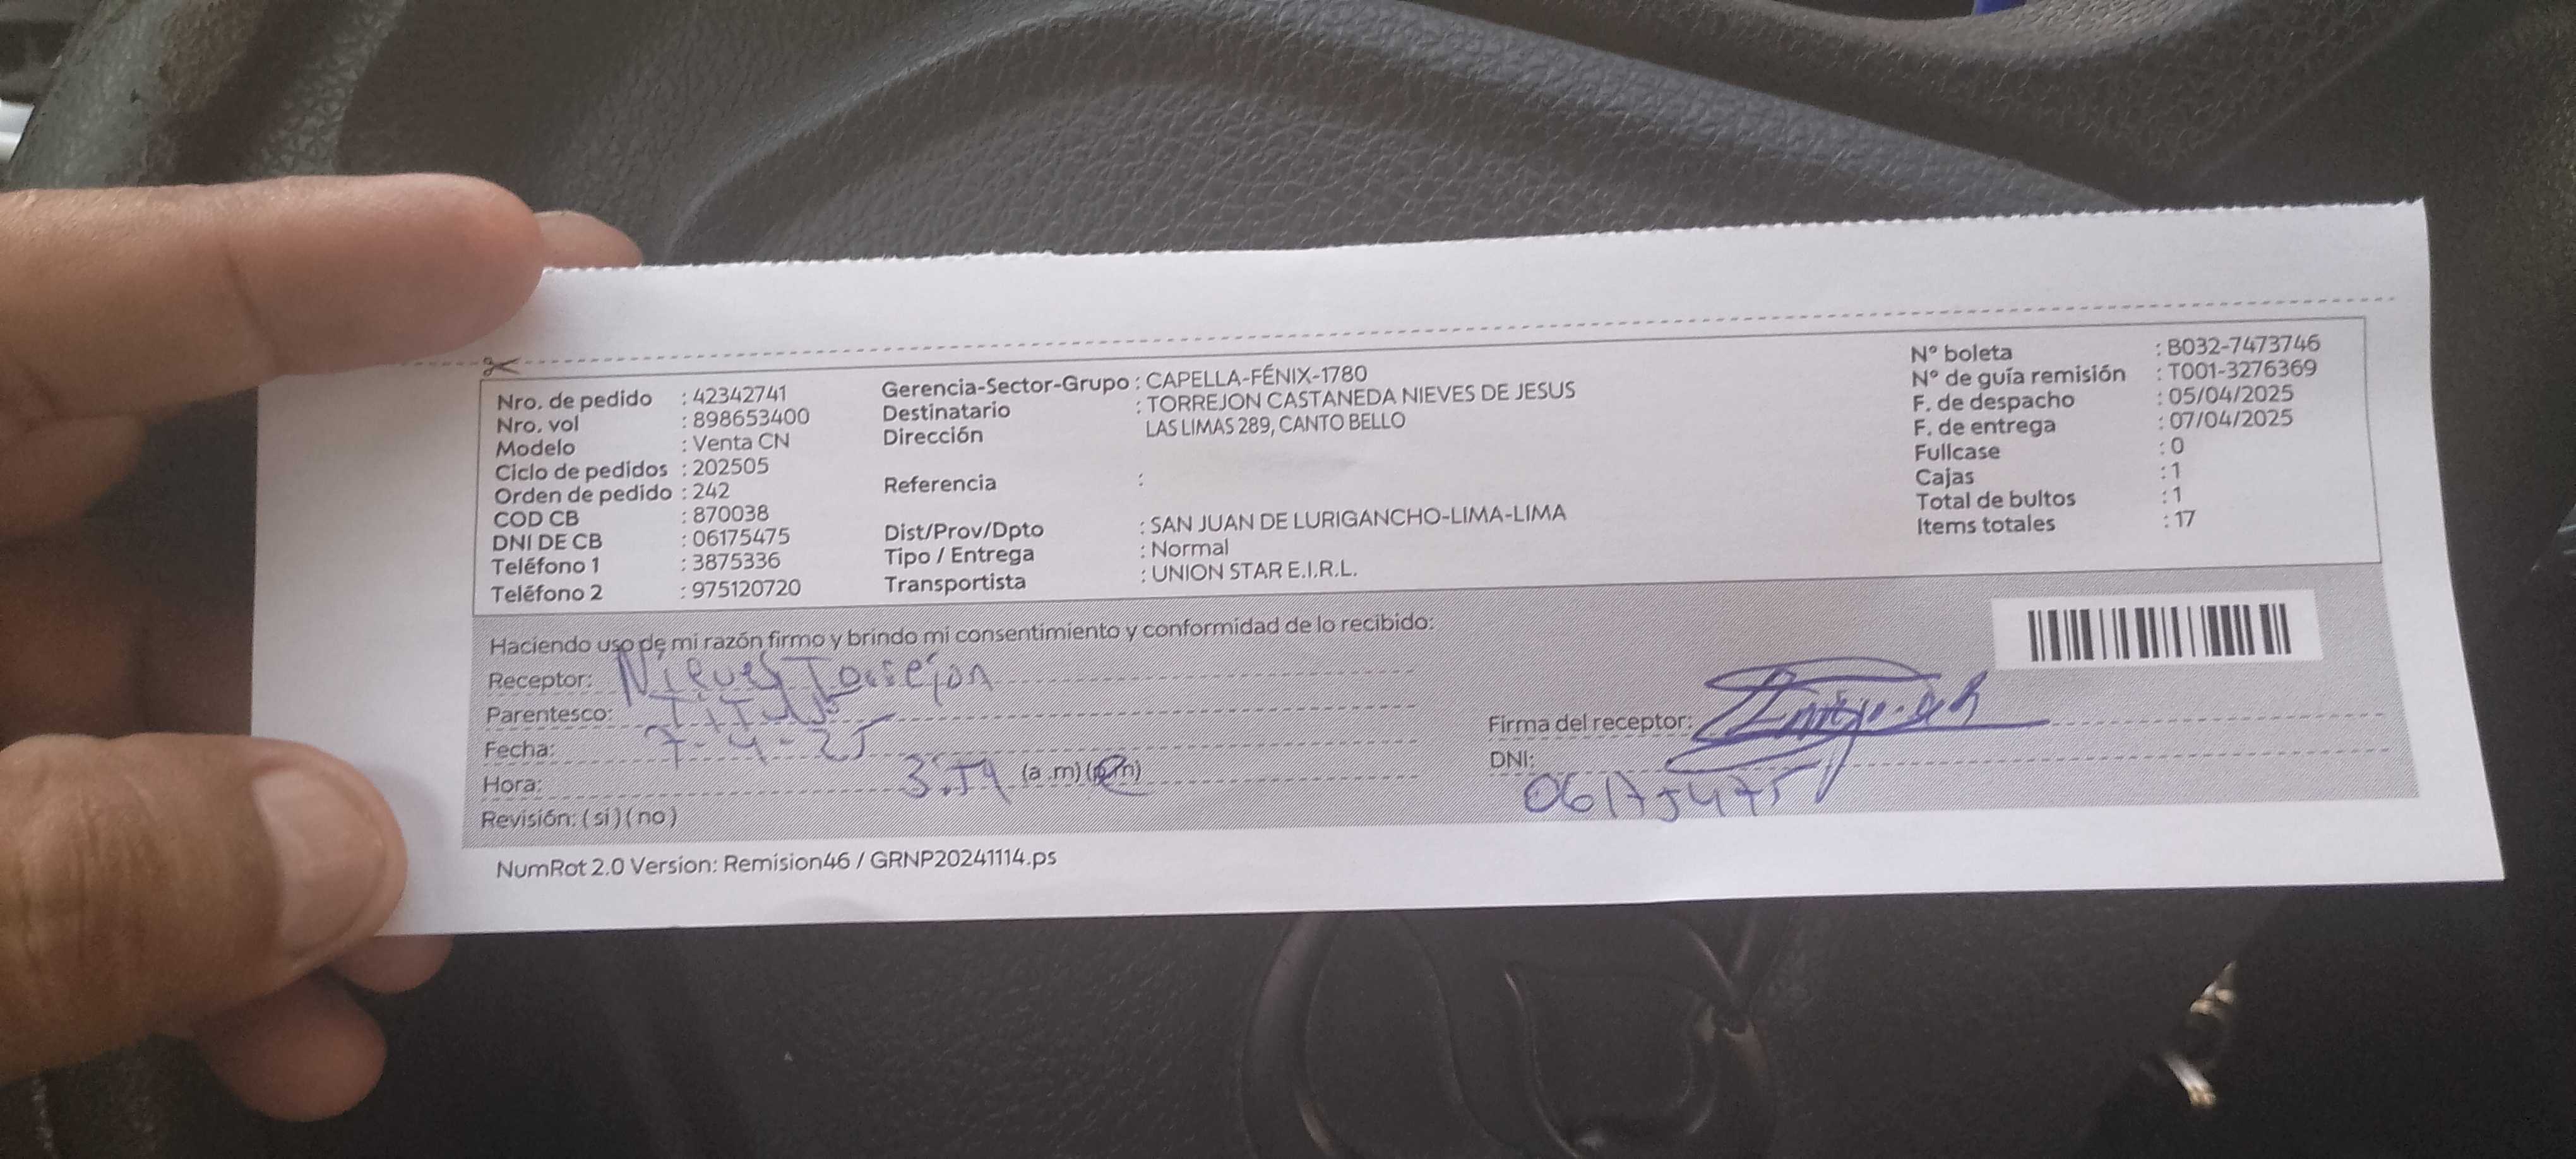 Nro. de pedido : 42342741
Nro. vol : 898653400
Modelo : Venta CN
Ciclo de pedidos : 202505
Orden de pedido : 242
COD CB : 870038
DNI DE CB : 06175475
Teléfono 1 : 3875336
Teléfono 2 : 975120720
Gerencia-Sector-Grupo : CAPELLA-FÉNIX-1780
Destinatario : TORREJON CASTANEDA NIEVES DE JESUS
Dirección LAS LIMAS 289, CANTO BELLO
Referencia :
Dist/Prov/Dpto : SAN JUAN DE LURIGANCHO-LIMA-LIMA
Tipo / Entrega : Normal
Transportista : UNION STAR E.I.R.L.
N° boleta : B032-7473746
N° de guía remisión : T001-3276369
F. de despacho : 05/04/2025
F. de entrega : 07/04/2025
Fullcase : 0
Cajas : 1
Total de bultos : 1
Items totales : 17
Haciendo uso de mi razón firmo y brindo mi consentimiento y conformidad de lo recibido:
Receptor: Nieves Torrejon
Parentesco: Titular
Fecha: 7-4-25
Hora: (a.m) (p.m)
Revisión: ( si ) ( no )
Firma del receptor:
DNI: 06175475
NumRot 2.0 Version: Remision46 / GRNP20241114.ps